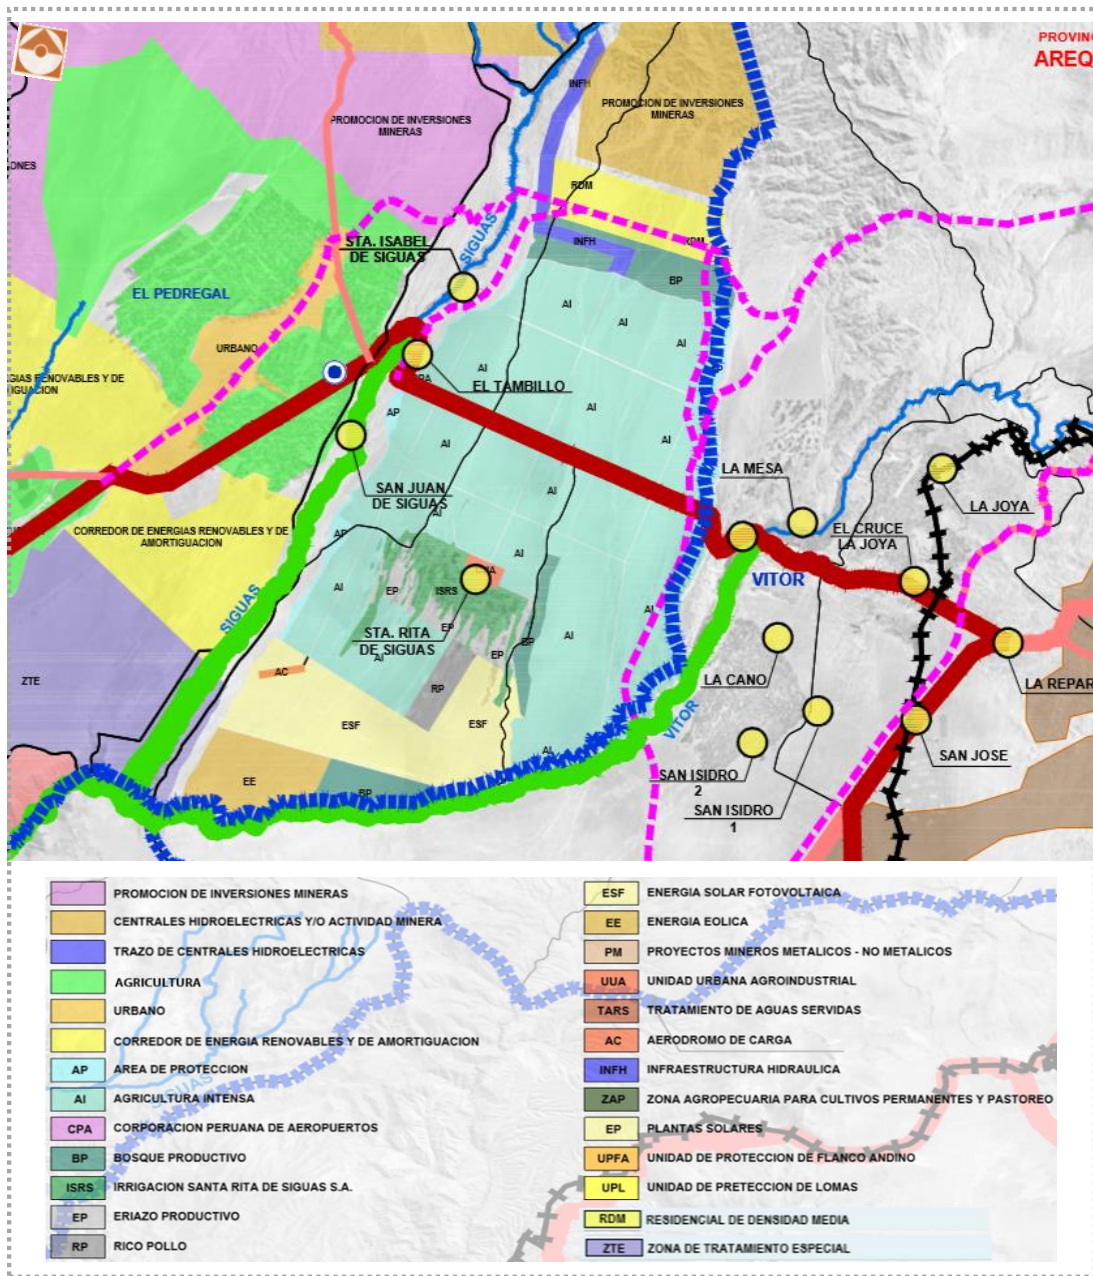 PROVINC
AREQ
INFH
PROMOCION DE INVERSIONES
MINERAS
PROMOCION DE INVERSIONES
MINERAS
ONES
RDM
STA. ISABEL
DE SIGUAS
SIGUAS
INFH
RDM
BP
EL PEDREGAL
AI
AI
AI
URBANO
GIAS RENOVABLES Y DE
IGUACION
AI
EL TAMBILLO
AP
AI
AI
AI
LA MESA
SAN JUAN
DE SIGUAS
AI
AI
LA JOYA
EL CRUCE
LA JOYA
CORREDOR DE ENERGIAS RENOVABLES Y DE
AMORTIGUACION
AP
AI
VITOR
AI
EP
ISRS
SIGUAS
AI
EP
STA. RITA
DE SIGUAS
AI
BP
AI
EP
ZTE
AC
RP
LA CANO
LA REPAR
ESF
ESF
VITOR
AI
SAN JOSE
EE
BP
SAN ISIDRO
2
SAN ISIDRO
1
PROMOCION DE INVERSIONES MINERAS
CENTRALES HIDROELECTRICAS Y/O ACTIVIDAD MINERA
TRAZO DE CENTRALES HIDROELECTRICAS
AGRICULTURA
URBANO
CORREDOR DE ENERGIA RENOVABLES Y DE AMORTIGUACION
AP AREA DE PROTECCION
AI AGRICULTURA INTENSA
CPA CORPORACION PERUANA DE AEROPUERTOS
BP BOSQUE PRODUCTIVO
ISRS IRRIGACION SANTA RITA DE SIGUAS S.A.
EP ERIAZO PRODUCTIVO
RP RICO POLLO
SIGUAS
ESF ENERGIA SOLAR FOTOVOLTAICA
EE ENERGIA EOLICA
PM PROYECTOS MINEROS METALICOS - NO METALICOS
UUA UNIDAD URBANA AGROINDUSTRIAL
TARS TRATAMIENTO DE AGUAS SERVIDAS
AC AERODROMO DE CARGA
INFH INFRAESTRUCTURA HIDRAULICA
ZAP ZONA AGROPECUARIA PARA CULTIVOS PERMANENTES Y PASTOREO
EP PLANTAS SOLARES
UPFA UNIDAD DE PROTECCION DE FLANCO ANDINO
UPL UNIDAD DE PRETECCION DE LOMAS
RDM RESIDENCIAL DE DENSIDAD MEDIA
ZTE ZONA DE TRATAMIENTO ESPECIAL